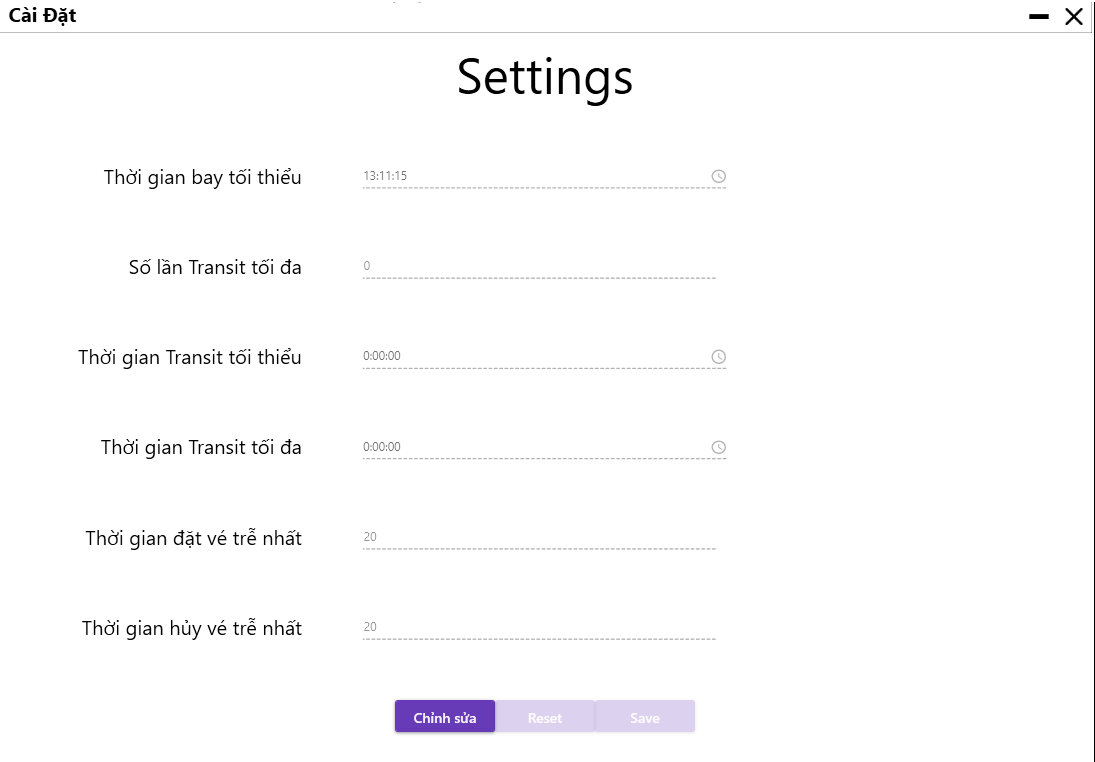 Cài Đặt
Settings
Thời gian bay tối thiểu
13:11:15
Số lần Transit tối đa
0
Thời gian Transit tối thiểu
0:00:00
Thời gian Transit tối đa
0:00:00
Thời gian đặt vé trễ nhất
20
Thời gian hủy vé trễ nhất
20
Chỉnh sửa
Reset
Save